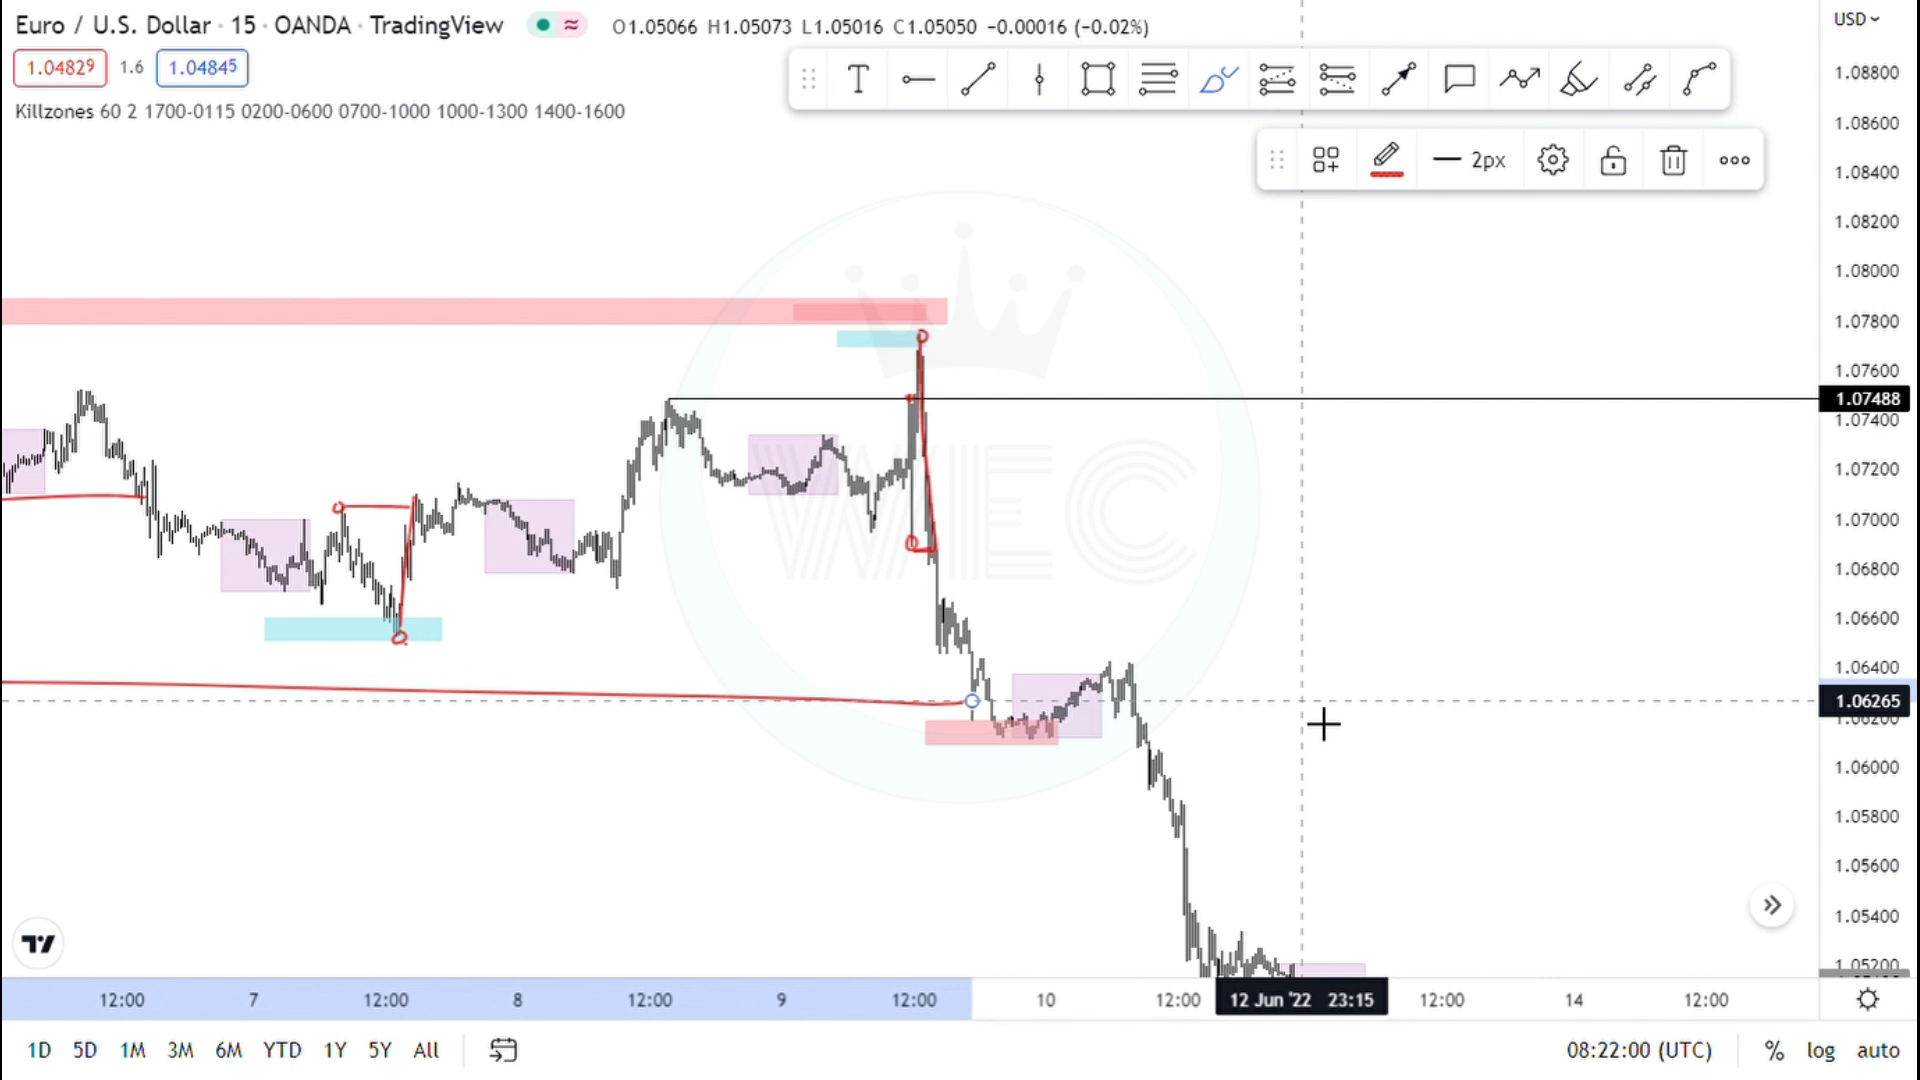 Euro / U.S. Dollar · 15 · OANDA · TradingView
O1.05066 H1.05073 L1.05016 C1.05050 −0.00016 (−0.02%)
USD
1.04829 1.6 1.04845
Killzones 60 2 1700-0115 0200-0600 0700-1000 1000-1300 1400-1600
T
2px
1.08800
1.08600
1.08400
1.08200
1.08000
1.07800
1.07600
1.07488
1.07400
1.07200
1.07000
1.06800
1.06600
1.06400
1.06265
1.06200
1.06000
1.05800
1.05600
1.05400
1.05200
WEC
12:00 7 12:00 8 12:00 9 12:00 10 12:00 12 Jun '22 23:15 12:00 14 12:00
1D 5D 1M 3M 6M YTD 1Y 5Y All
08:22:00 (UTC) % log auto